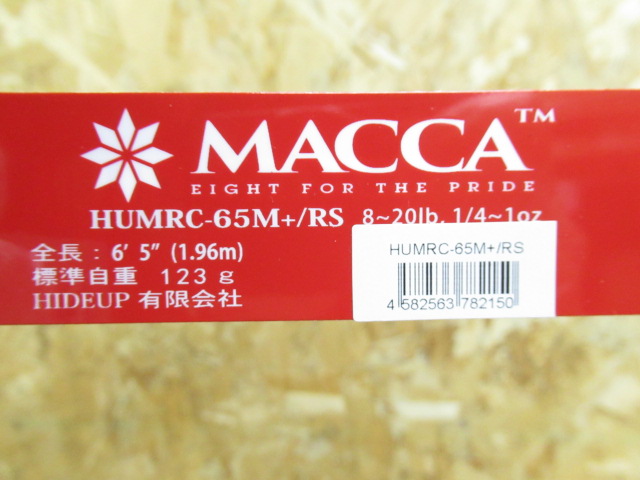 MACCA™
EIGHT FOR THE PRIDE
HUMRC-65M+/RS 8~20lb, 1/4~1oz
全長：6' 5" (1.96m)
標準自重 123g
HIDEUP 有限会社
HUMRC-65M+/RS
4 582563 782150